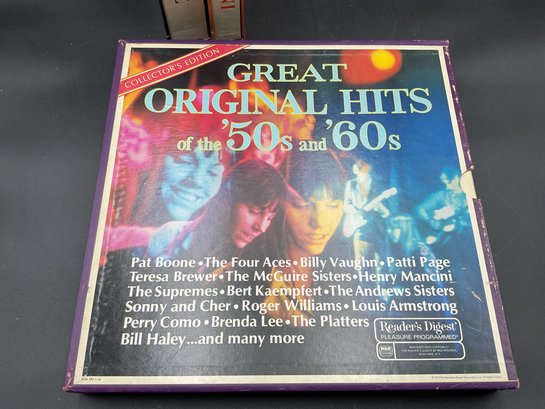 COLLECTOR'S EDITION
GREAT
ORIGINAL HITS
of the '50s and '60s
Pat Boone • The Four Aces • Billy Vaughn • Patti Page
Teresa Brewer • The McGuire Sisters • Henry Mancini
The Supremes • Bert Kaempfert • The Andrews Sisters
Sonny and Cher • Roger Williams • Louis Armstrong
Perry Como • Brenda Lee • The Platters
Bill Haley...and many more
Reader's Digest
PLEASURE PROGRAMMED
RCA